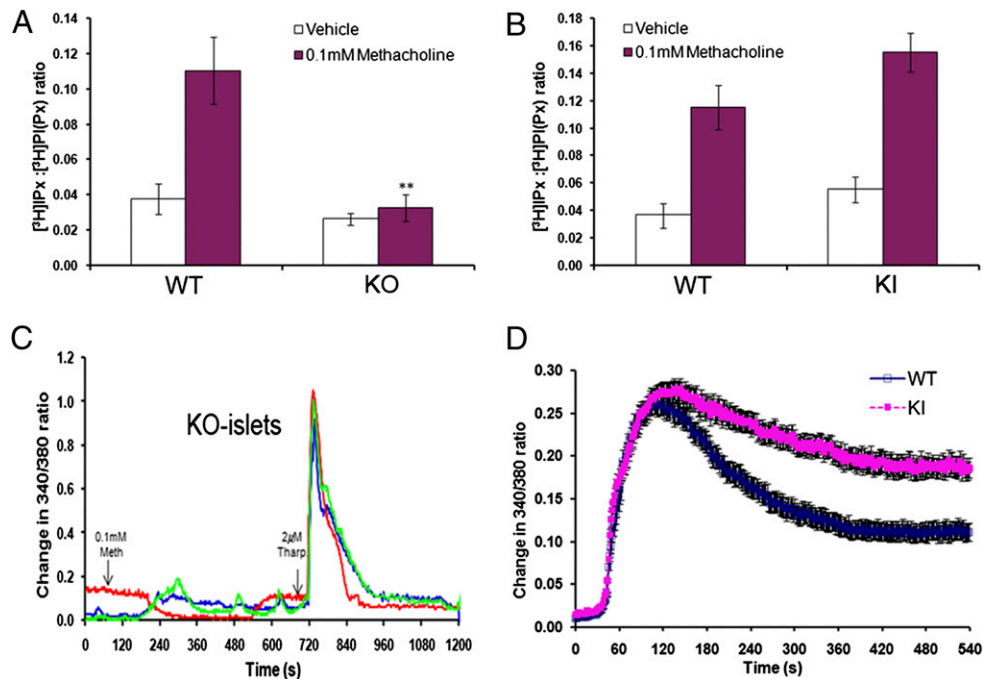 A
Vehicle
0.1mM Methacholine
[³H]IPx :[³H]PI(Px) ratio
0.14
0.12
0.10
0.08
0.06
0.04
0.02
0.00
**
WT
KO
B
Vehicle
0.1mM Methacholine
[³H]IPx :[³H]PI(Px) ratio
0.18
0.16
0.14
0.12
0.10
0.08
0.06
0.04
0.02
0.00
WT
KI
C
Change in 340/380 ratio
1.2
1.0
0.8
0.6
0.4
0.2
0.0
KO-islets
0.1mM
Meth
2µM
Tharp
0
120
240
360
480
600
720
840
960
1080
1200
Time (s)
D
WT
KI
Change in 340/380 ratio
0.30
0.25
0.20
0.15
0.10
0.05
0.00
0
60
120
180
240
300
360
420
480
540
Time (s)